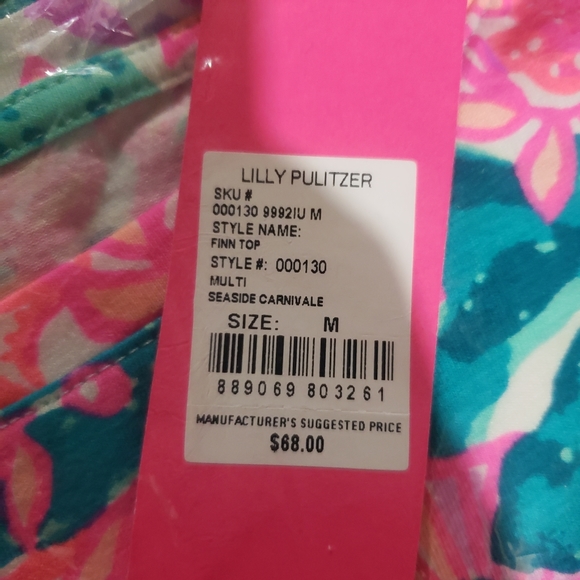 LILLY PULITZER
SKU #
000130 9992IU M
STYLE NAME:
FINN TOP
STYLE #: 000130
MULTI
SEASIDE CARNIVALE
SIZE: M
889069 803261
MANUFACTURER'S SUGGESTED PRICE
$68.00